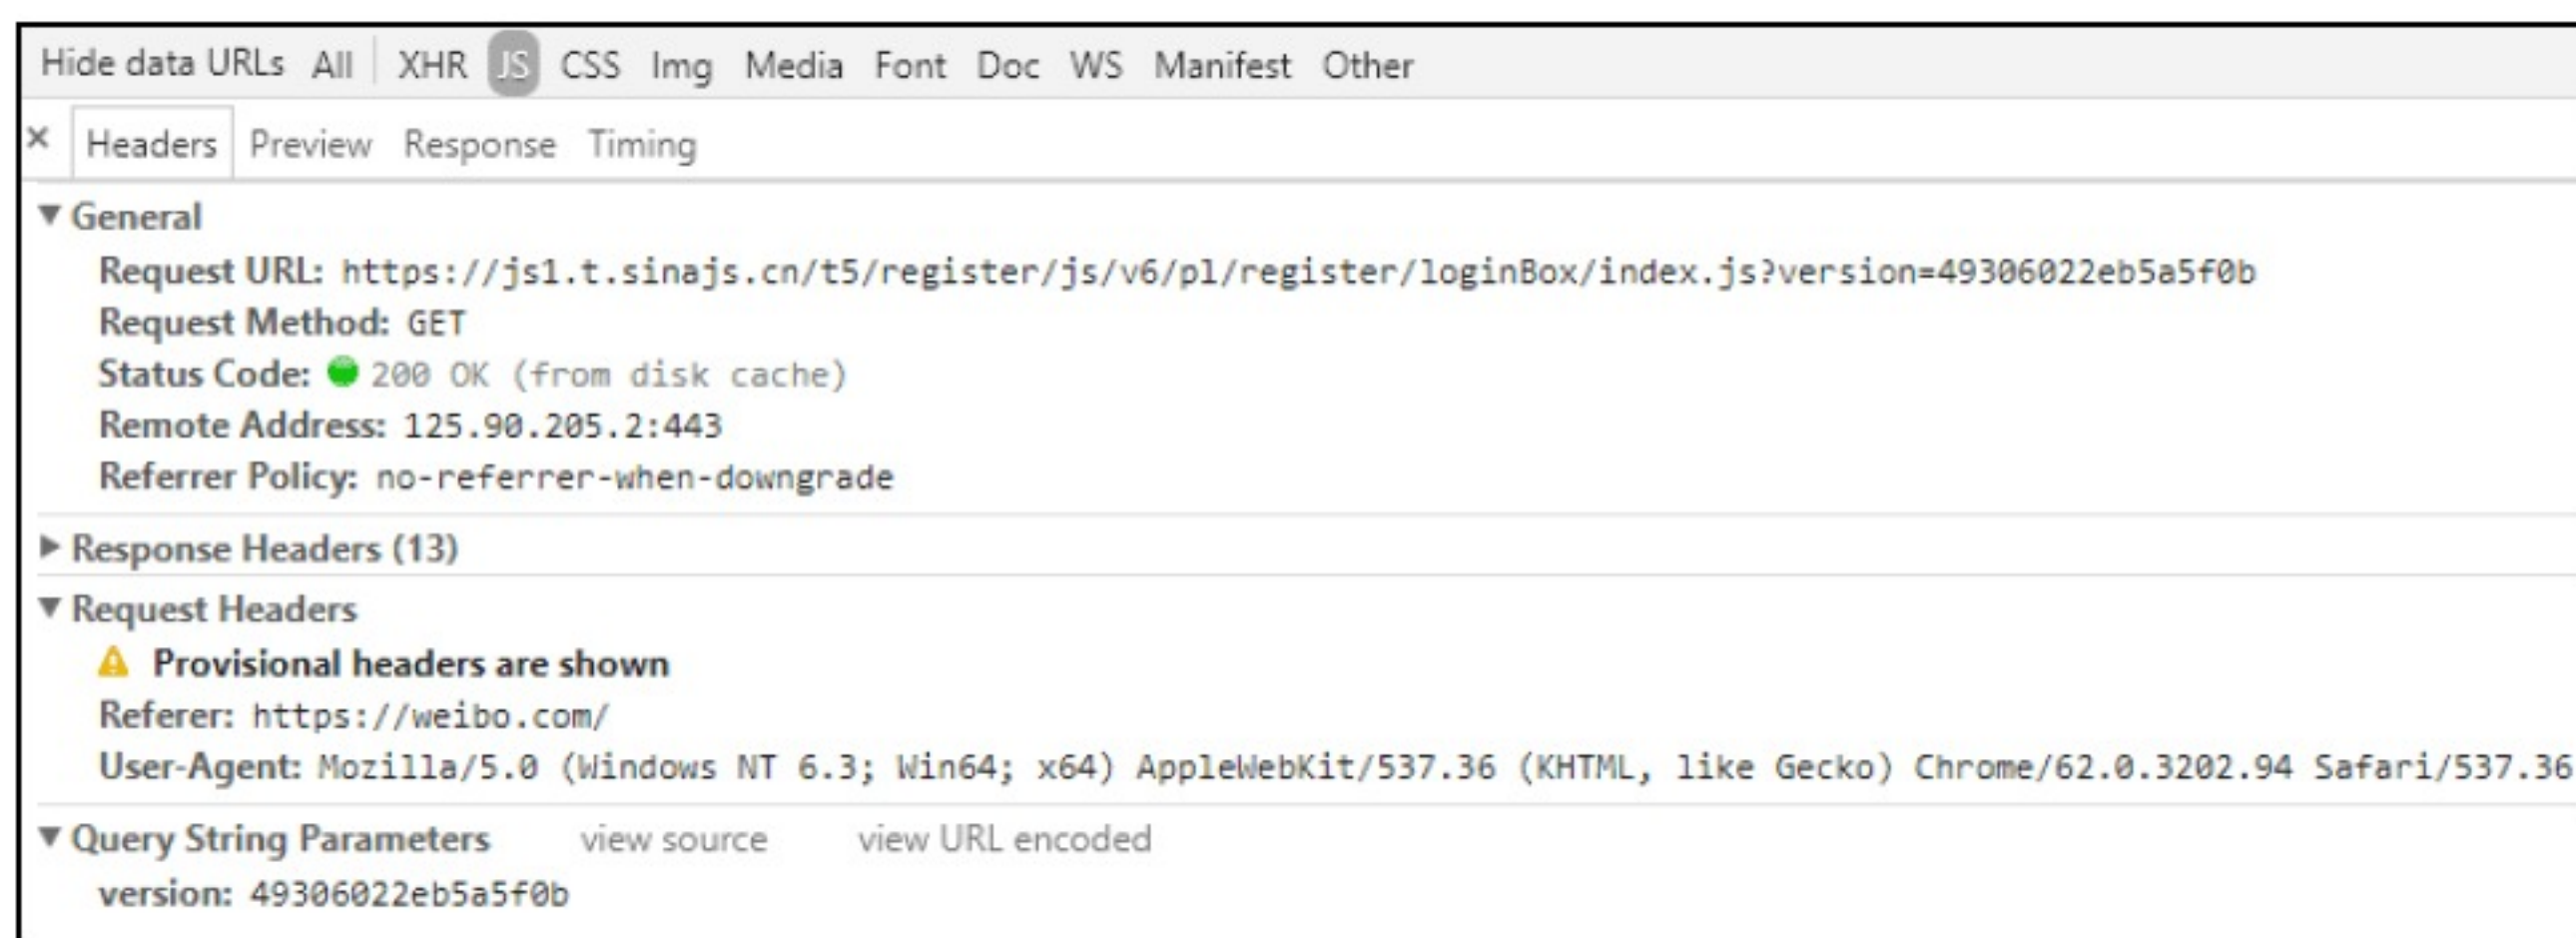 Hide data URLs All XHR JS CSS Img Media Font Doc WS Manifest Other
× Headers Preview Response Timing
General
Request URL: https://js1.t.sinajs.cn/t5/register/js/v6/pl/register/loginBox/index.js?version=49306022eb5a5f0b
Request Method: GET
Status Code: 200 OK (from disk cache)
Remote Address: 125.90.205.2:443
Referrer Policy: no-referrer-when-downgrade
Response Headers (13)
Request Headers
Provisional headers are shown
Referer: https://weibo.com/
User-Agent: Mozilla/5.0 (Windows NT 6.3; Win64; x64) AppleWebKit/537.36 (KHTML, like Gecko) Chrome/62.0.3202.94 Safari/537.36
Query String Parameters view source view URL encoded
version: 49306022eb5a5f0b